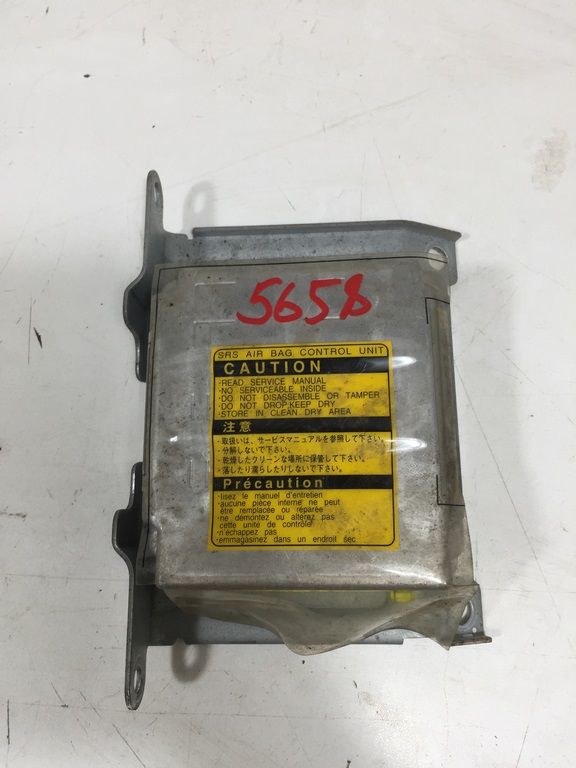 5658
SRS AIR BAG CONTROL UNIT
CAUTION
·READ SERVICE MANUAL
·NO SERVICEABLE INSIDE
·DO NOT DISASSEMBLE OR TAMPER
·DO NOT DROP,KEEP DRY
·STORE IN CLEAN DRY AREA
注意
・取扱いは、サービスマニュアルを参照して下さい。
・分解しないで下さい。
・乾燥したクリーンな場所に保管して下さい。
・落したり濡らしたりしないで下さい。
Précaution
·lisez le manuel d'entretien
·aucune pièce interne ne peut
être remplacée ou réparée
·ne démontez ou altérez pas
cette unité de contrôle
·n'échappez pas
·emmagasinez dans un endroit sec